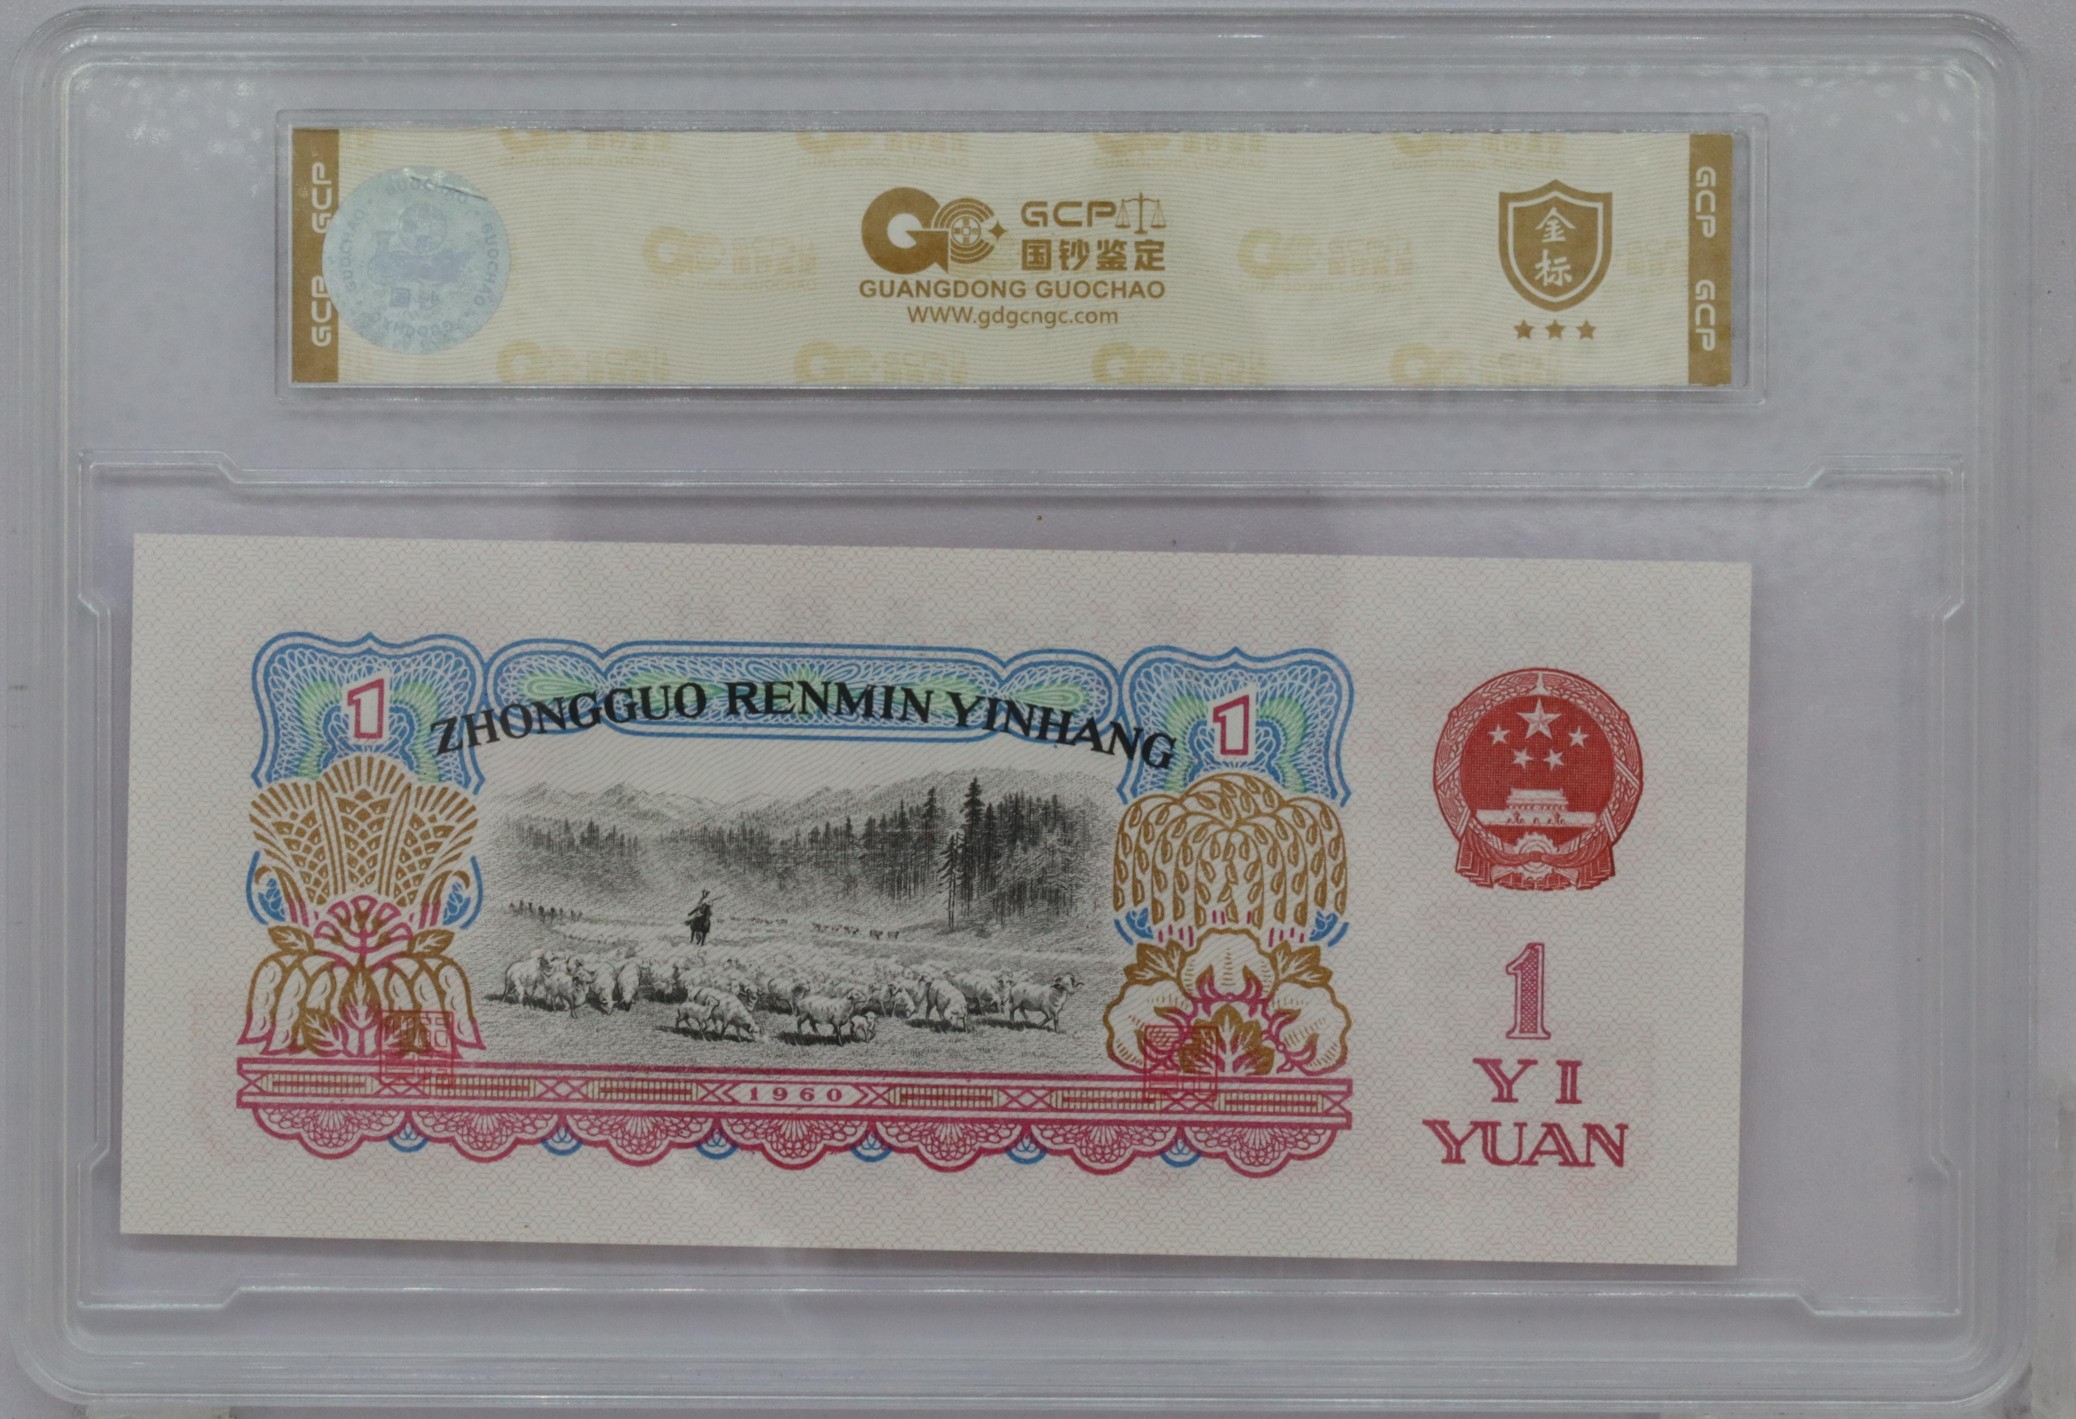 GCP GCP
GCP
国钞鉴定
GUANGDONG GUOCHAO
WWW.gdgcngc.com
金
标
GCP GCP
1
ZHONGGUO RENMIN YINHANG
1
1960
1
YI
YUAN